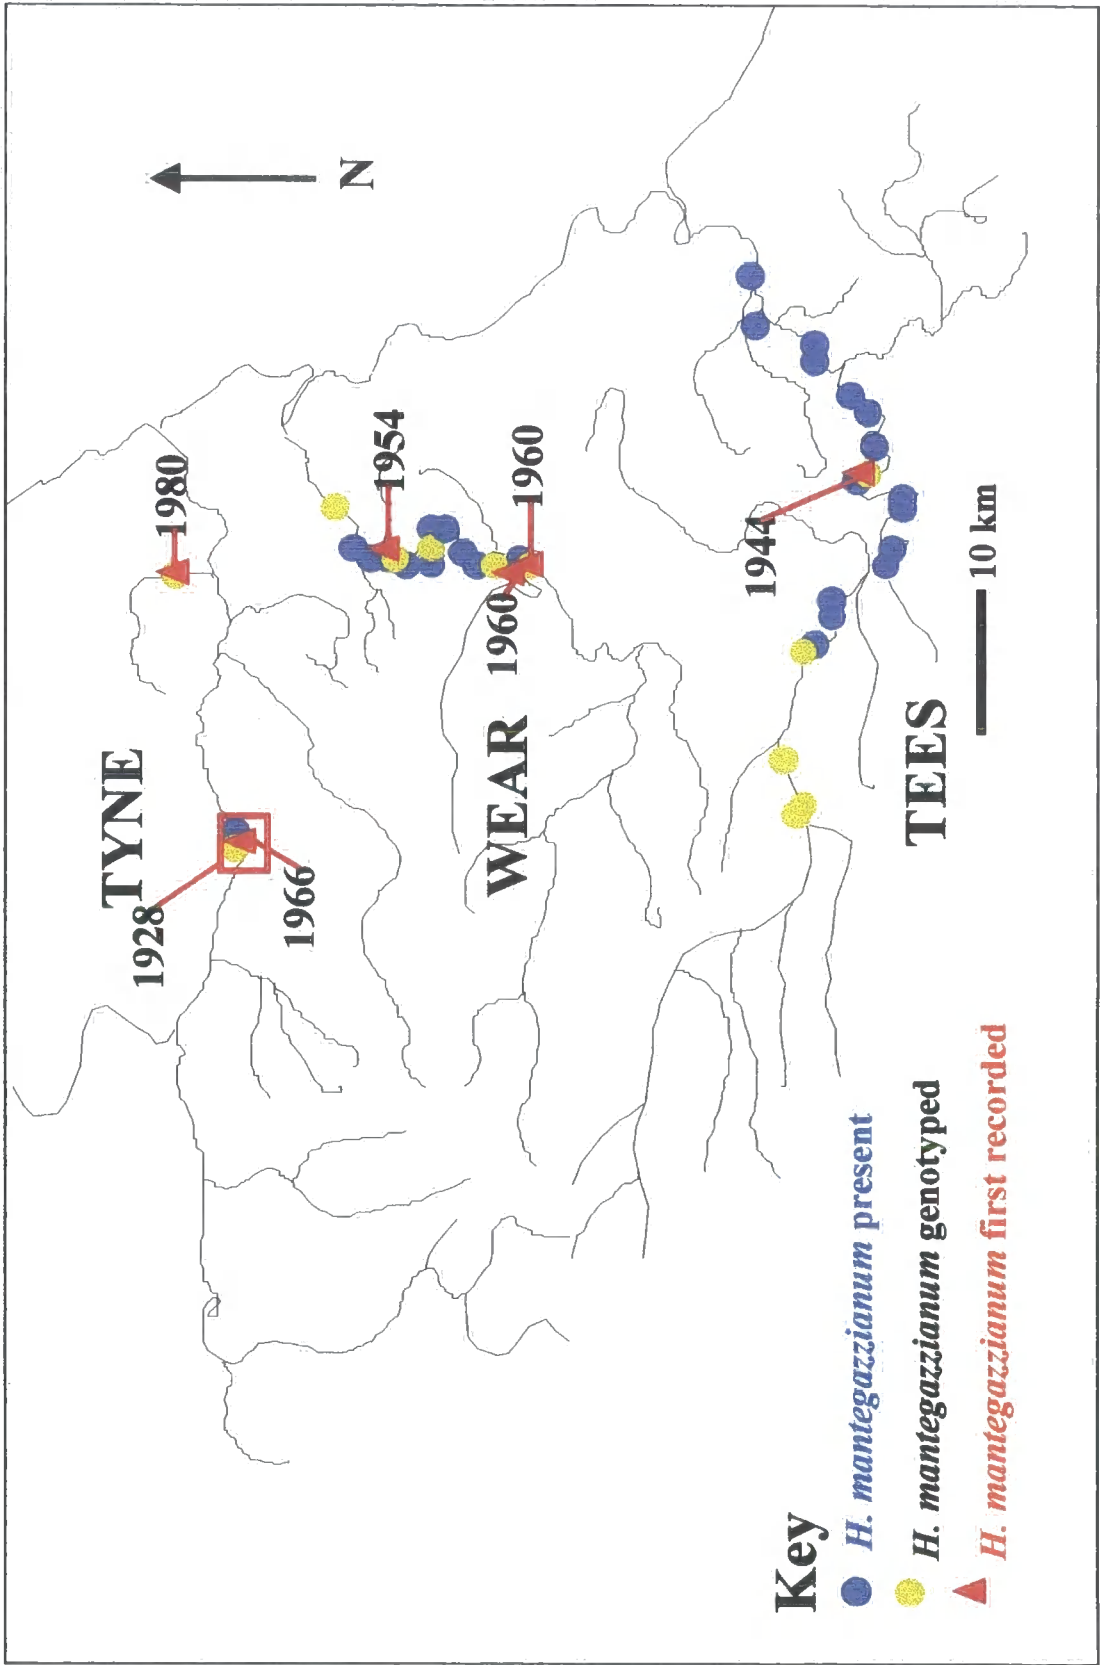 TYNE
1928
1966
1980
1954
1960
1960
WEAR
1944
TEES
N
10 km
Key
H. mantegazzianum present
H. mantegazzianum genotyped
H. mantegazzianum first recorded